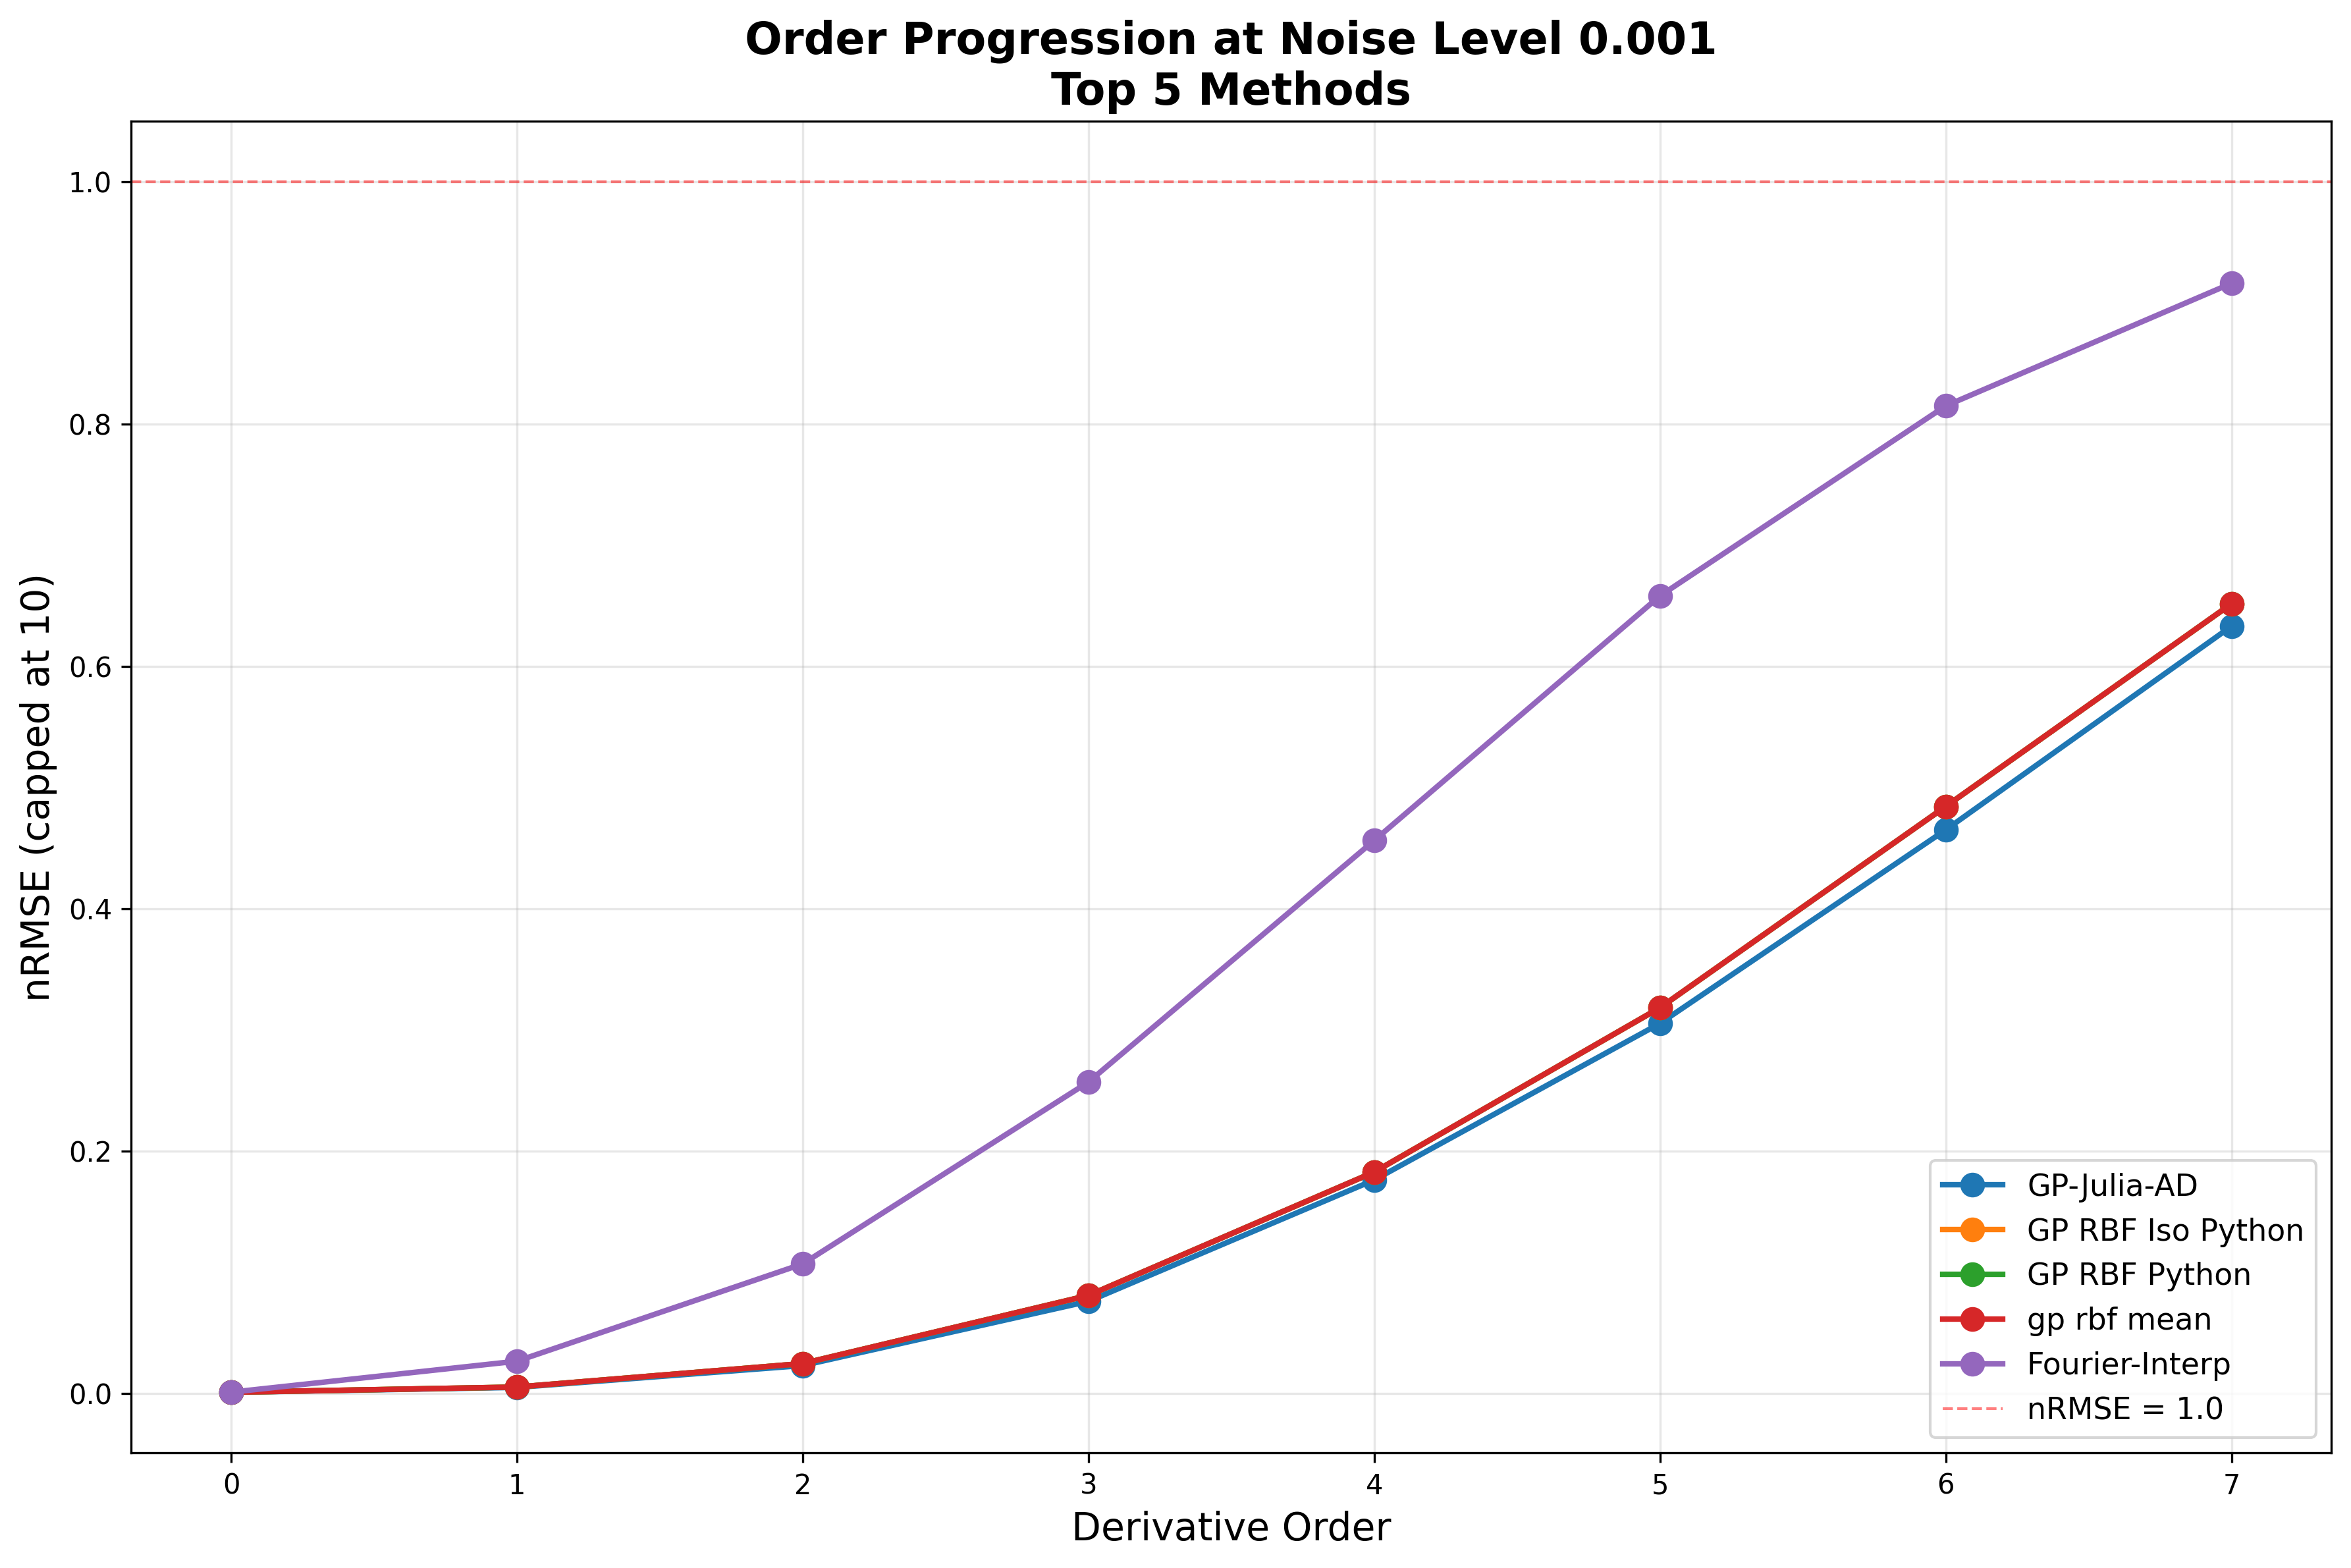 Order Progression at Noise Level 0.001
Top 5 Methods
nRMSE (capped at 10)
1.0
0.8
0.6
0.4
0.2
0.0
GP-Julia-AD
GP RBF Iso Python
GP RBF Python
gp rbf mean
Fourier-Interp
nRMSE = 1.0
0 1 2 3 4 5 6 7
Derivative Order